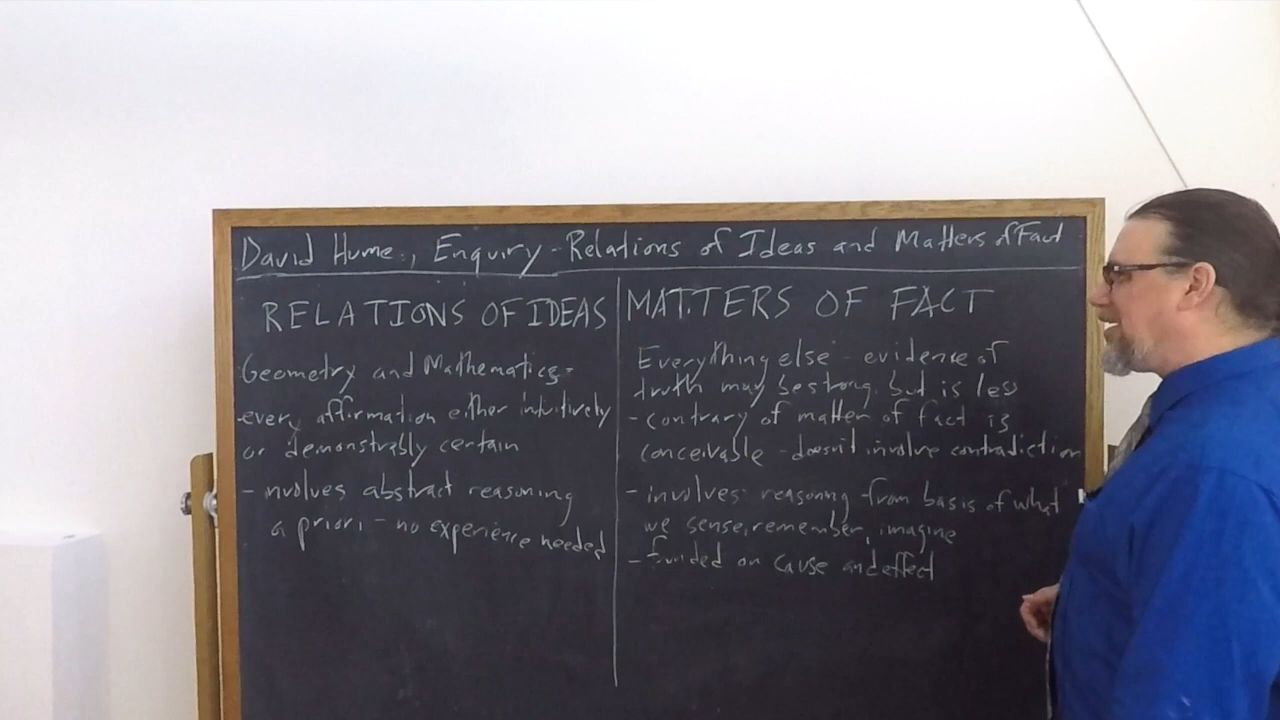 David Hume, Enquiry - Relations of Ideas and Matters of Fact
RELATIONS OF IDEAS
Geometry and Mathematics -
every affirmation either intuitively
or demonstrably certain
- involves abstract reasoning
a priori - no experience needed
MATTERS OF FACT
Everything else - evidence of
truth may be strong, but is less
- contrary of matter of fact is
conceivable - doesn't involve contradiction
- involves reasoning from basis of what
we sense, remember, imagine
- funded on cause and effect